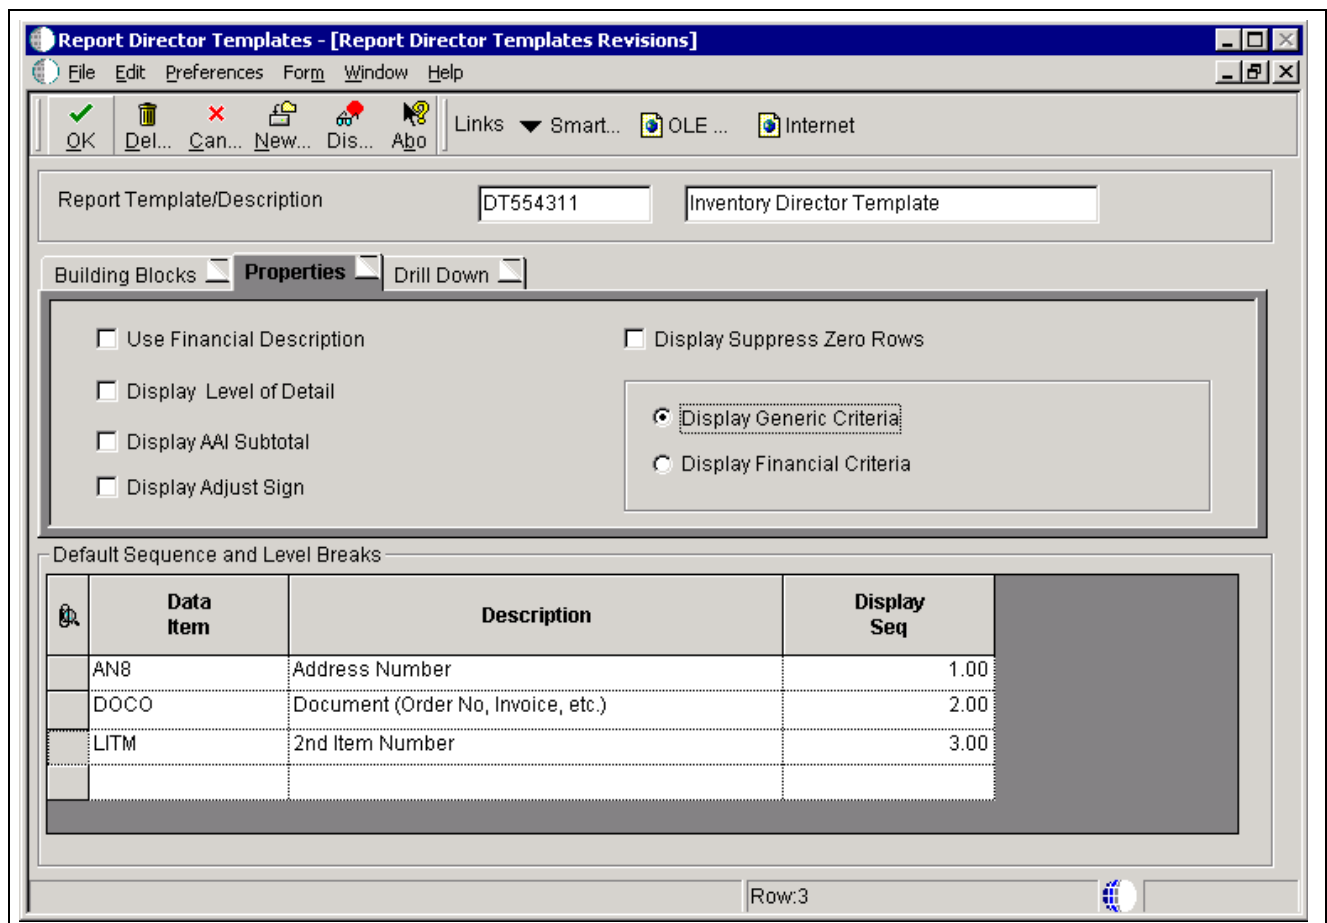 Report Director Templates - [Report Director Templates Revisions]
File Edit Preferences Form Window Help
OK Del... Can... New... Dis... Abo Links Smart... OLE ... Internet
Report Template/Description DT554311 Inventory Director Template
Building Blocks Properties Drill Down
Use Financial Description Display Suppress Zero Rows
Display Level of Detail
Display Generic Criteria
Display AAI Subtotal
Display Financial Criteria
Display Adjust Sign
Default Sequence and Level Breaks
Data Item Description Display Seq
AN8 Address Number 1.00
DOCO Document (Order No, Invoice, etc.) 2.00
LITM 2nd Item Number 3.00
Row:3